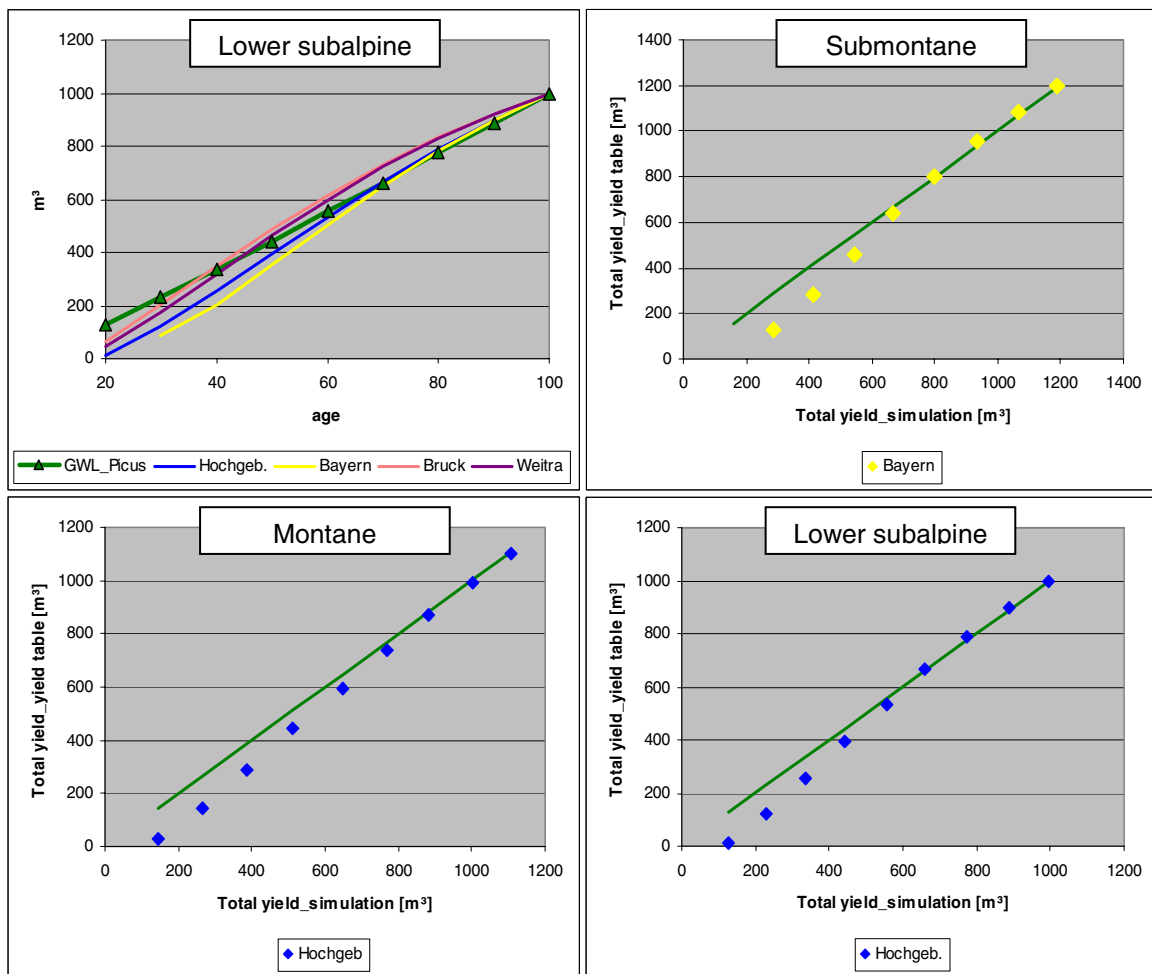 Lower subalpine
1200
1000
800
600
400
200
0
m³
20 40 60 80 100
age
GWL_Picus Hochgeb. Bayern Bruck Weitra
Submontane
1400
1200
1000
800
600
400
200
0
Total yield_yield table [m³]
0 200 400 600 800 1000 1200 1400
Total yield_simulation [m³]
Bayern
Montane
1200
1000
800
600
400
200
0
Total yield_yield table [m³]
0 200 400 600 800 1000 1200
Total yield_simulation [m³]
Hochgeb
Lower subalpine
1200
1000
800
600
400
200
0
Total yield_yield table [m³]
0 200 400 600 800 1000 1200
Total yield_simulation [m³]
Hochgeb.